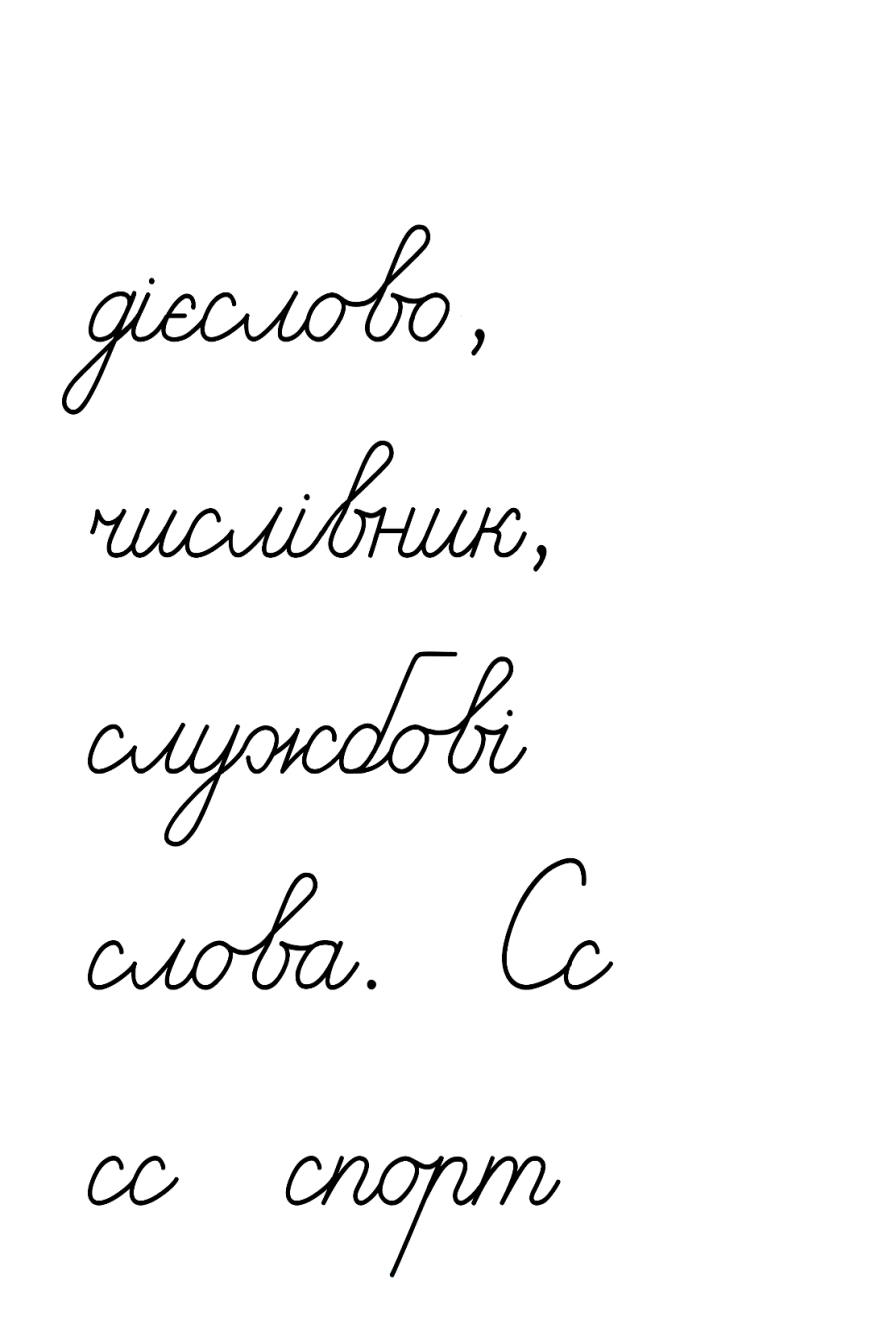 дієслово,
числівник,
службові
слова. Сс
сс спорт